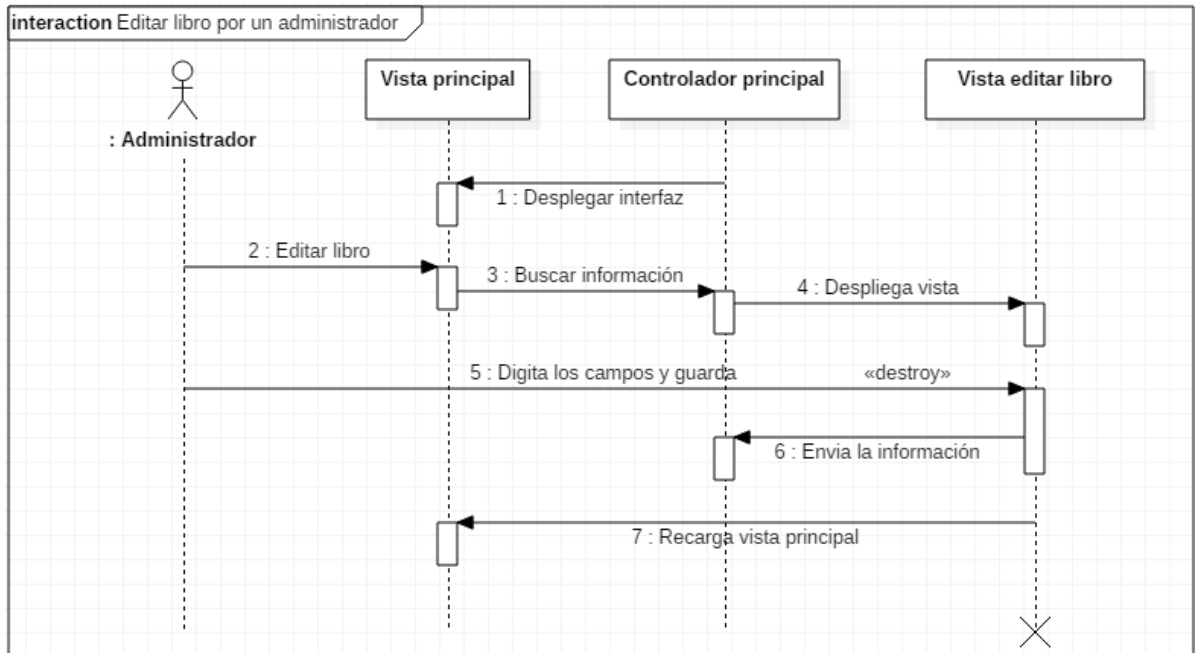 interaction Editar libro por un administrador
Vista principal
Controlador principal
Vista editar libro
: Administrador
1 : Desplegar interfaz
2 : Editar libro
3 : Buscar información
4 : Despliega vista
5 : Digita los campos y guarda
«destroy»
6 : Envia la información
7 : Recarga vista principal